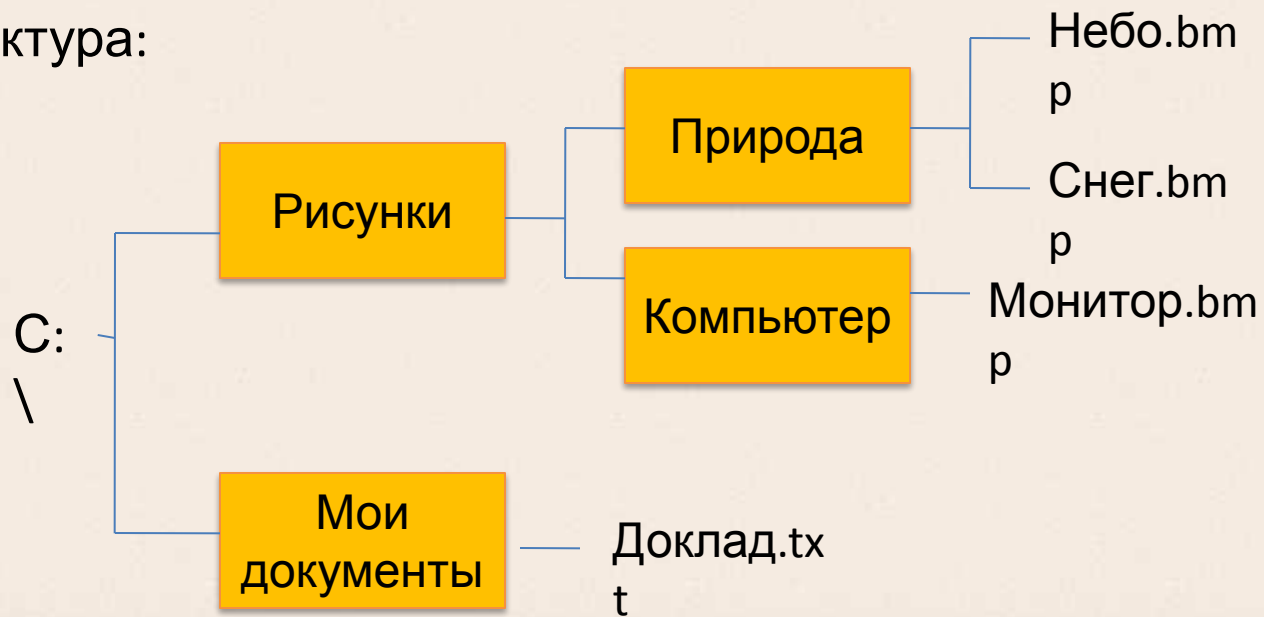 ктура:
Небо.bm
p
Природа
Снег.bm
p
Рисунки
Компьютер
Монитор.bm
p
C:
\
Мои
документы
Доклад.tx
t